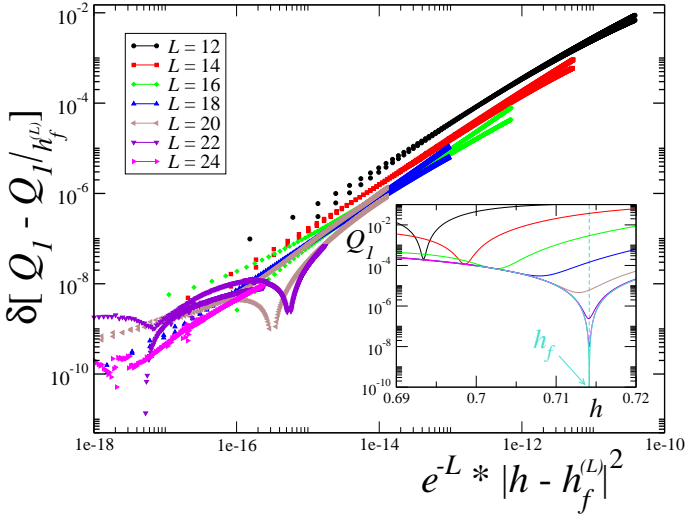 10^-2
10^-4
10^-6
10^-8
10^-10
δ[ Q_1 - Q_1/h_f^(L) ]
L = 12
L = 14
L = 16
L = 18
L = 20
L = 22
L = 24
1e-18
1e-16
1e-14
1e-12
1e-10
e^-L * |h - h_f^(L)|^2
Q_1
10^0
10^-2
10^-4
10^-6
10^-8
10^-10
h_f
0.69
0.7
0.71
0.72
h